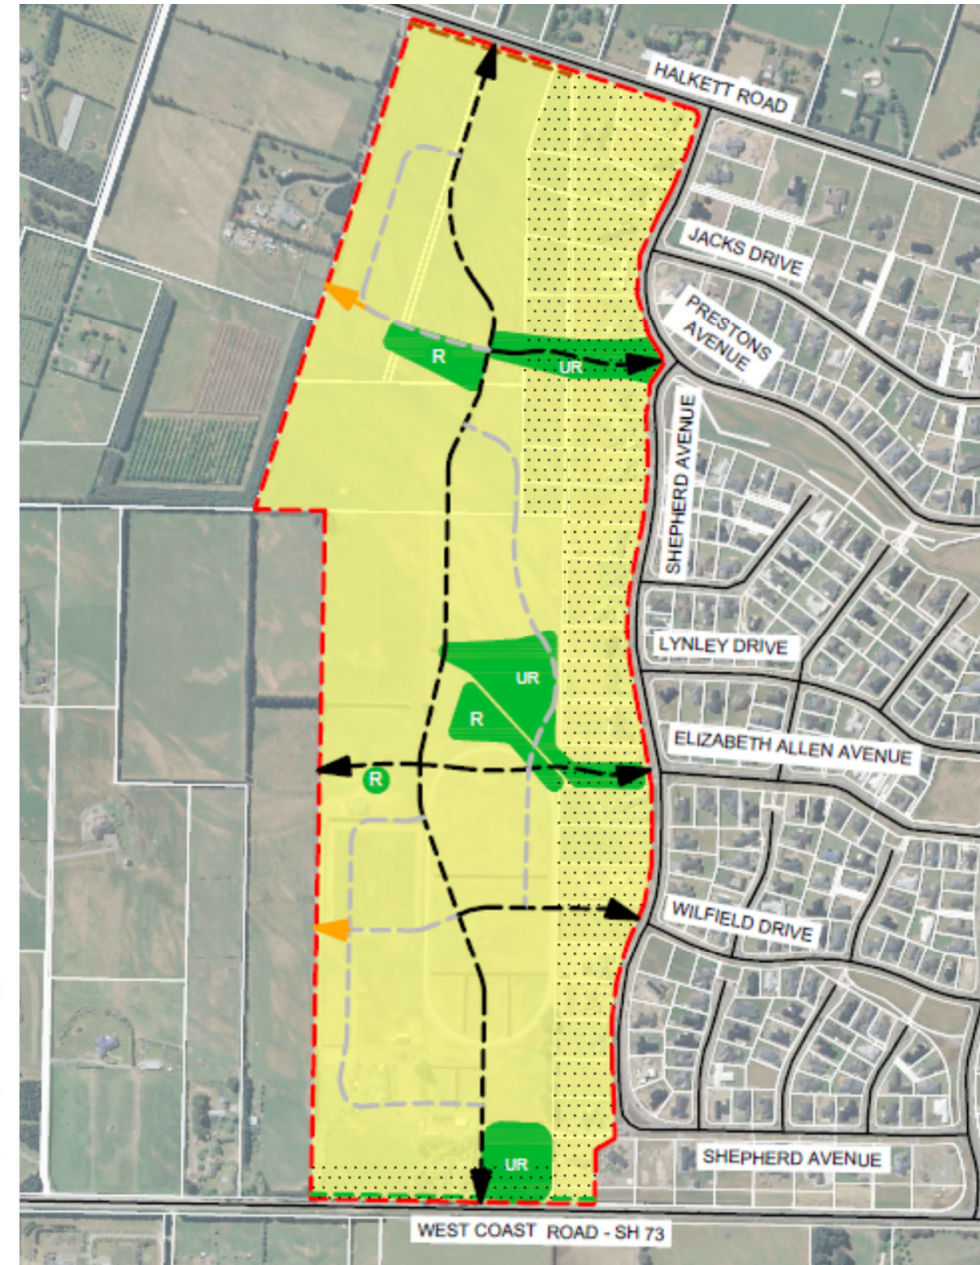 HALKETT ROAD
JACKS DRIVE
PRESTONS
AVENUE
R
UR
SHEPHERD AVENUE
LYNLEY DRIVE
UR
R
ELIZABETH ALLEN AVENUE
R
WILFIELD DRIVE
UR
SHEPHERD AVENUE
WEST COAST ROAD - SH 73